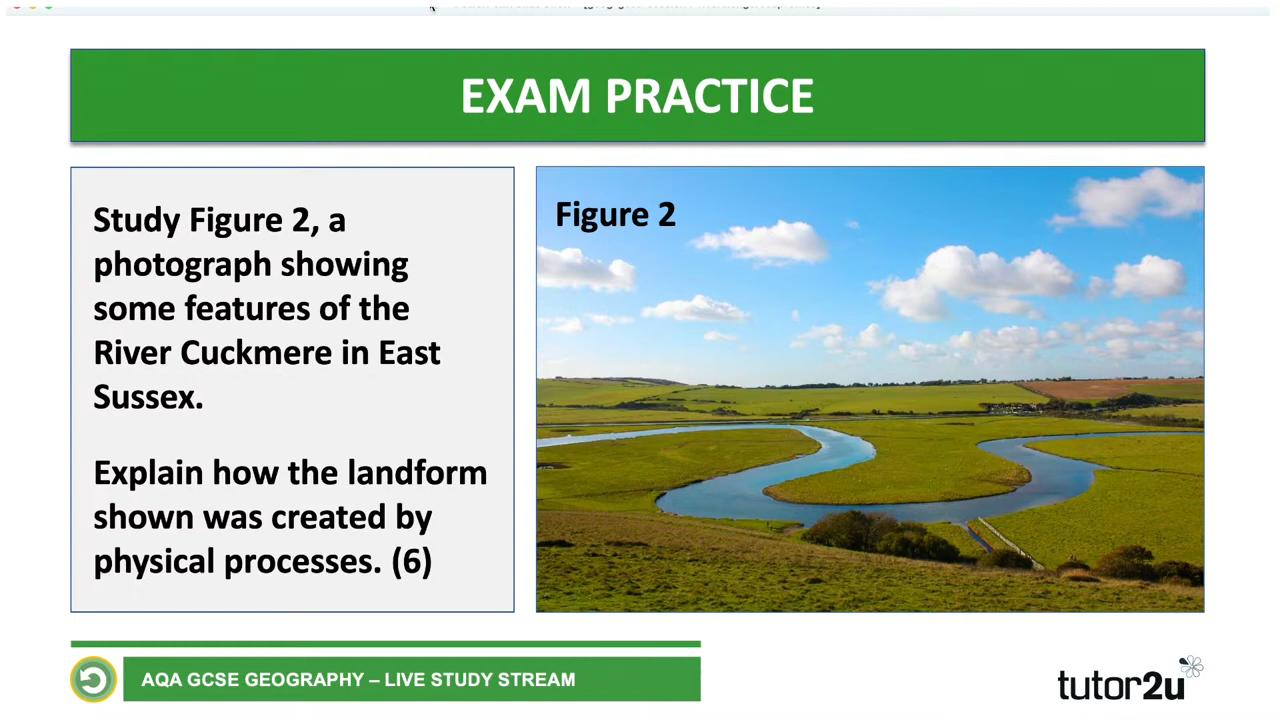 EXAM PRACTICE
Study Figure 2, a
photograph showing
some features of the
River Cuckmere in East
Sussex.
Explain how the landform
shown was created by
physical processes. (6)
Figure 2
AQA GCSE GEOGRAPHY – LIVE STUDY STREAM
tutor2u